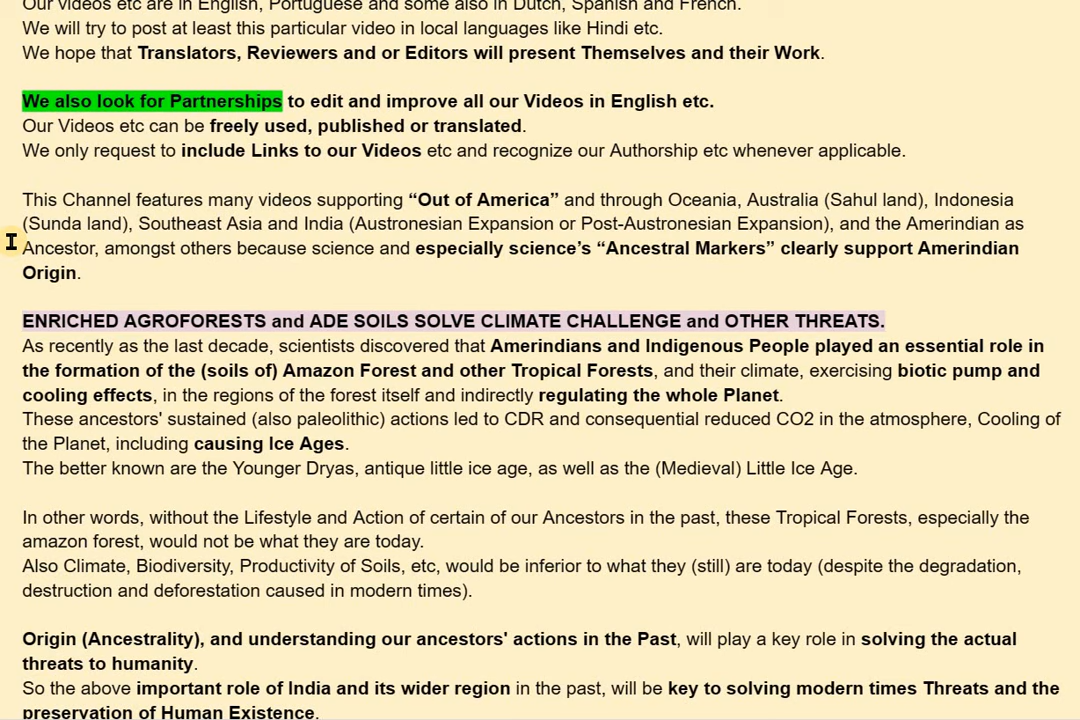 Our videos etc are in English, Portuguese and some also in Dutch, Spanish and French.
We will try to post at least this particular video in local languages like Hindi etc.
We hope that Translators, Reviewers and or Editors will present Themselves and their Work.
We also look for Partnerships to edit and improve all our Videos in English etc.
Our Videos etc can be freely used, published or translated.
We only request to include Links to our Videos etc and recognize our Authorship etc whenever applicable.
This Channel features many videos supporting “Out of America” and through Oceania, Australia (Sahul land), Indonesia
(Sunda land), Southeast Asia and India (Austronesian Expansion or Post-Austronesian Expansion), and the Amerindian as
Ancestor, amongst others because science and especially science’s “Ancestral Markers” clearly support Amerindian
Origin.
ENRICHED AGROFORESTS and ADE SOILS SOLVE CLIMATE CHALLENGE and OTHER THREATS.
As recently as the last decade, scientists discovered that Amerindians and Indigenous People played an essential role in
the formation of the (soils of) Amazon Forest and other Tropical Forests, and their climate, exercising biotic pump and
cooling effects, in the regions of the forest itself and indirectly regulating the whole Planet.
These ancestors' sustained (also paleolithic) actions led to CDR and consequential reduced CO2 in the atmosphere, Cooling of
the Planet, including causing Ice Ages.
The better known are the Younger Dryas, antique little ice age, as well as the (Medieval) Little Ice Age.
In other words, without the Lifestyle and Action of certain of our Ancestors in the past, these Tropical Forests, especially the
amazon forest, would not be what they are today.
Also Climate, Biodiversity, Productivity of Soils, etc, would be inferior to what they (still) are today (despite the degradation,
destruction and deforestation caused in modern times).
Origin (Ancestrality), and understanding our ancestors' actions in the Past, will play a key role in solving the actual
threats to humanity.
So the above important role of India and its wider region in the past, will be key to solving modern times Threats and the
preservation of Human Existence.